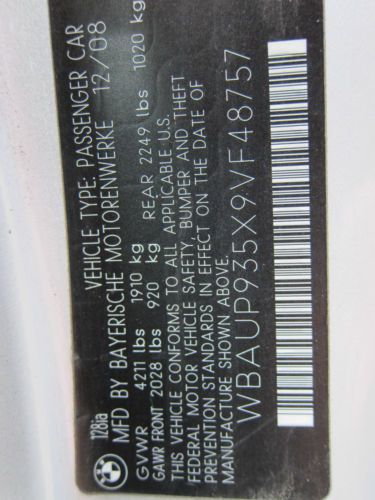 128ia
VEHICLE TYPE: PASSENGER CAR
MFD BY BAYERISCHE MOTORENWERKE 12/08
GVWR 4211 lbs 1910 kg
GAWR FRONT 2028 lbs 920 kg REAR 2249 lbs 1020 kg
THIS VEHICLE CONFORMS TO ALL APPLICABLE U.S.
FEDERAL MOTOR VEHICLE SAFETY, BUMPER AND THEFT
PREVENTION STANDARDS IN EFFECT ON THE DATE OF
MANUFACTURE SHOWN ABOVE.
WBAUP935X9VF48757